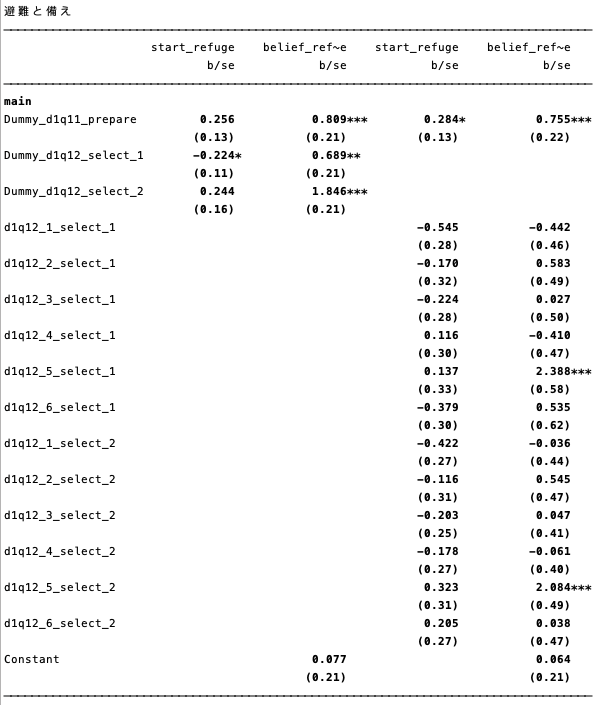 避難と備え
start_refuge belief_ref~e start_refuge belief_ref~e
b/se b/se b/se b/se
main
Dummy_d1q11_prepare 0.256 0.809*** 0.284* 0.755***
(0.13) (0.21) (0.13) (0.22)
Dummy_d1q12_select_1 -0.224* 0.689**
(0.11) (0.21)
Dummy_d1q12_select_2 0.244 1.846***
(0.16) (0.21)
d1q12_1_select_1 -0.545 -0.442
(0.28) (0.46)
d1q12_2_select_1 -0.170 0.583
(0.32) (0.49)
d1q12_3_select_1 -0.224 0.027
(0.28) (0.50)
d1q12_4_select_1 0.116 -0.410
(0.30) (0.47)
d1q12_5_select_1 0.137 2.388***
(0.33) (0.58)
d1q12_6_select_1 -0.379 0.535
(0.30) (0.62)
d1q12_1_select_2 -0.422 -0.036
(0.27) (0.44)
d1q12_2_select_2 -0.116 0.545
(0.31) (0.47)
d1q12_3_select_2 -0.203 0.047
(0.25) (0.41)
d1q12_4_select_2 -0.178 -0.061
(0.27) (0.40)
d1q12_5_select_2 0.323 2.084***
(0.31) (0.49)
d1q12_6_select_2 0.205 0.038
(0.27) (0.47)
Constant 0.077 0.064
(0.21) (0.21)